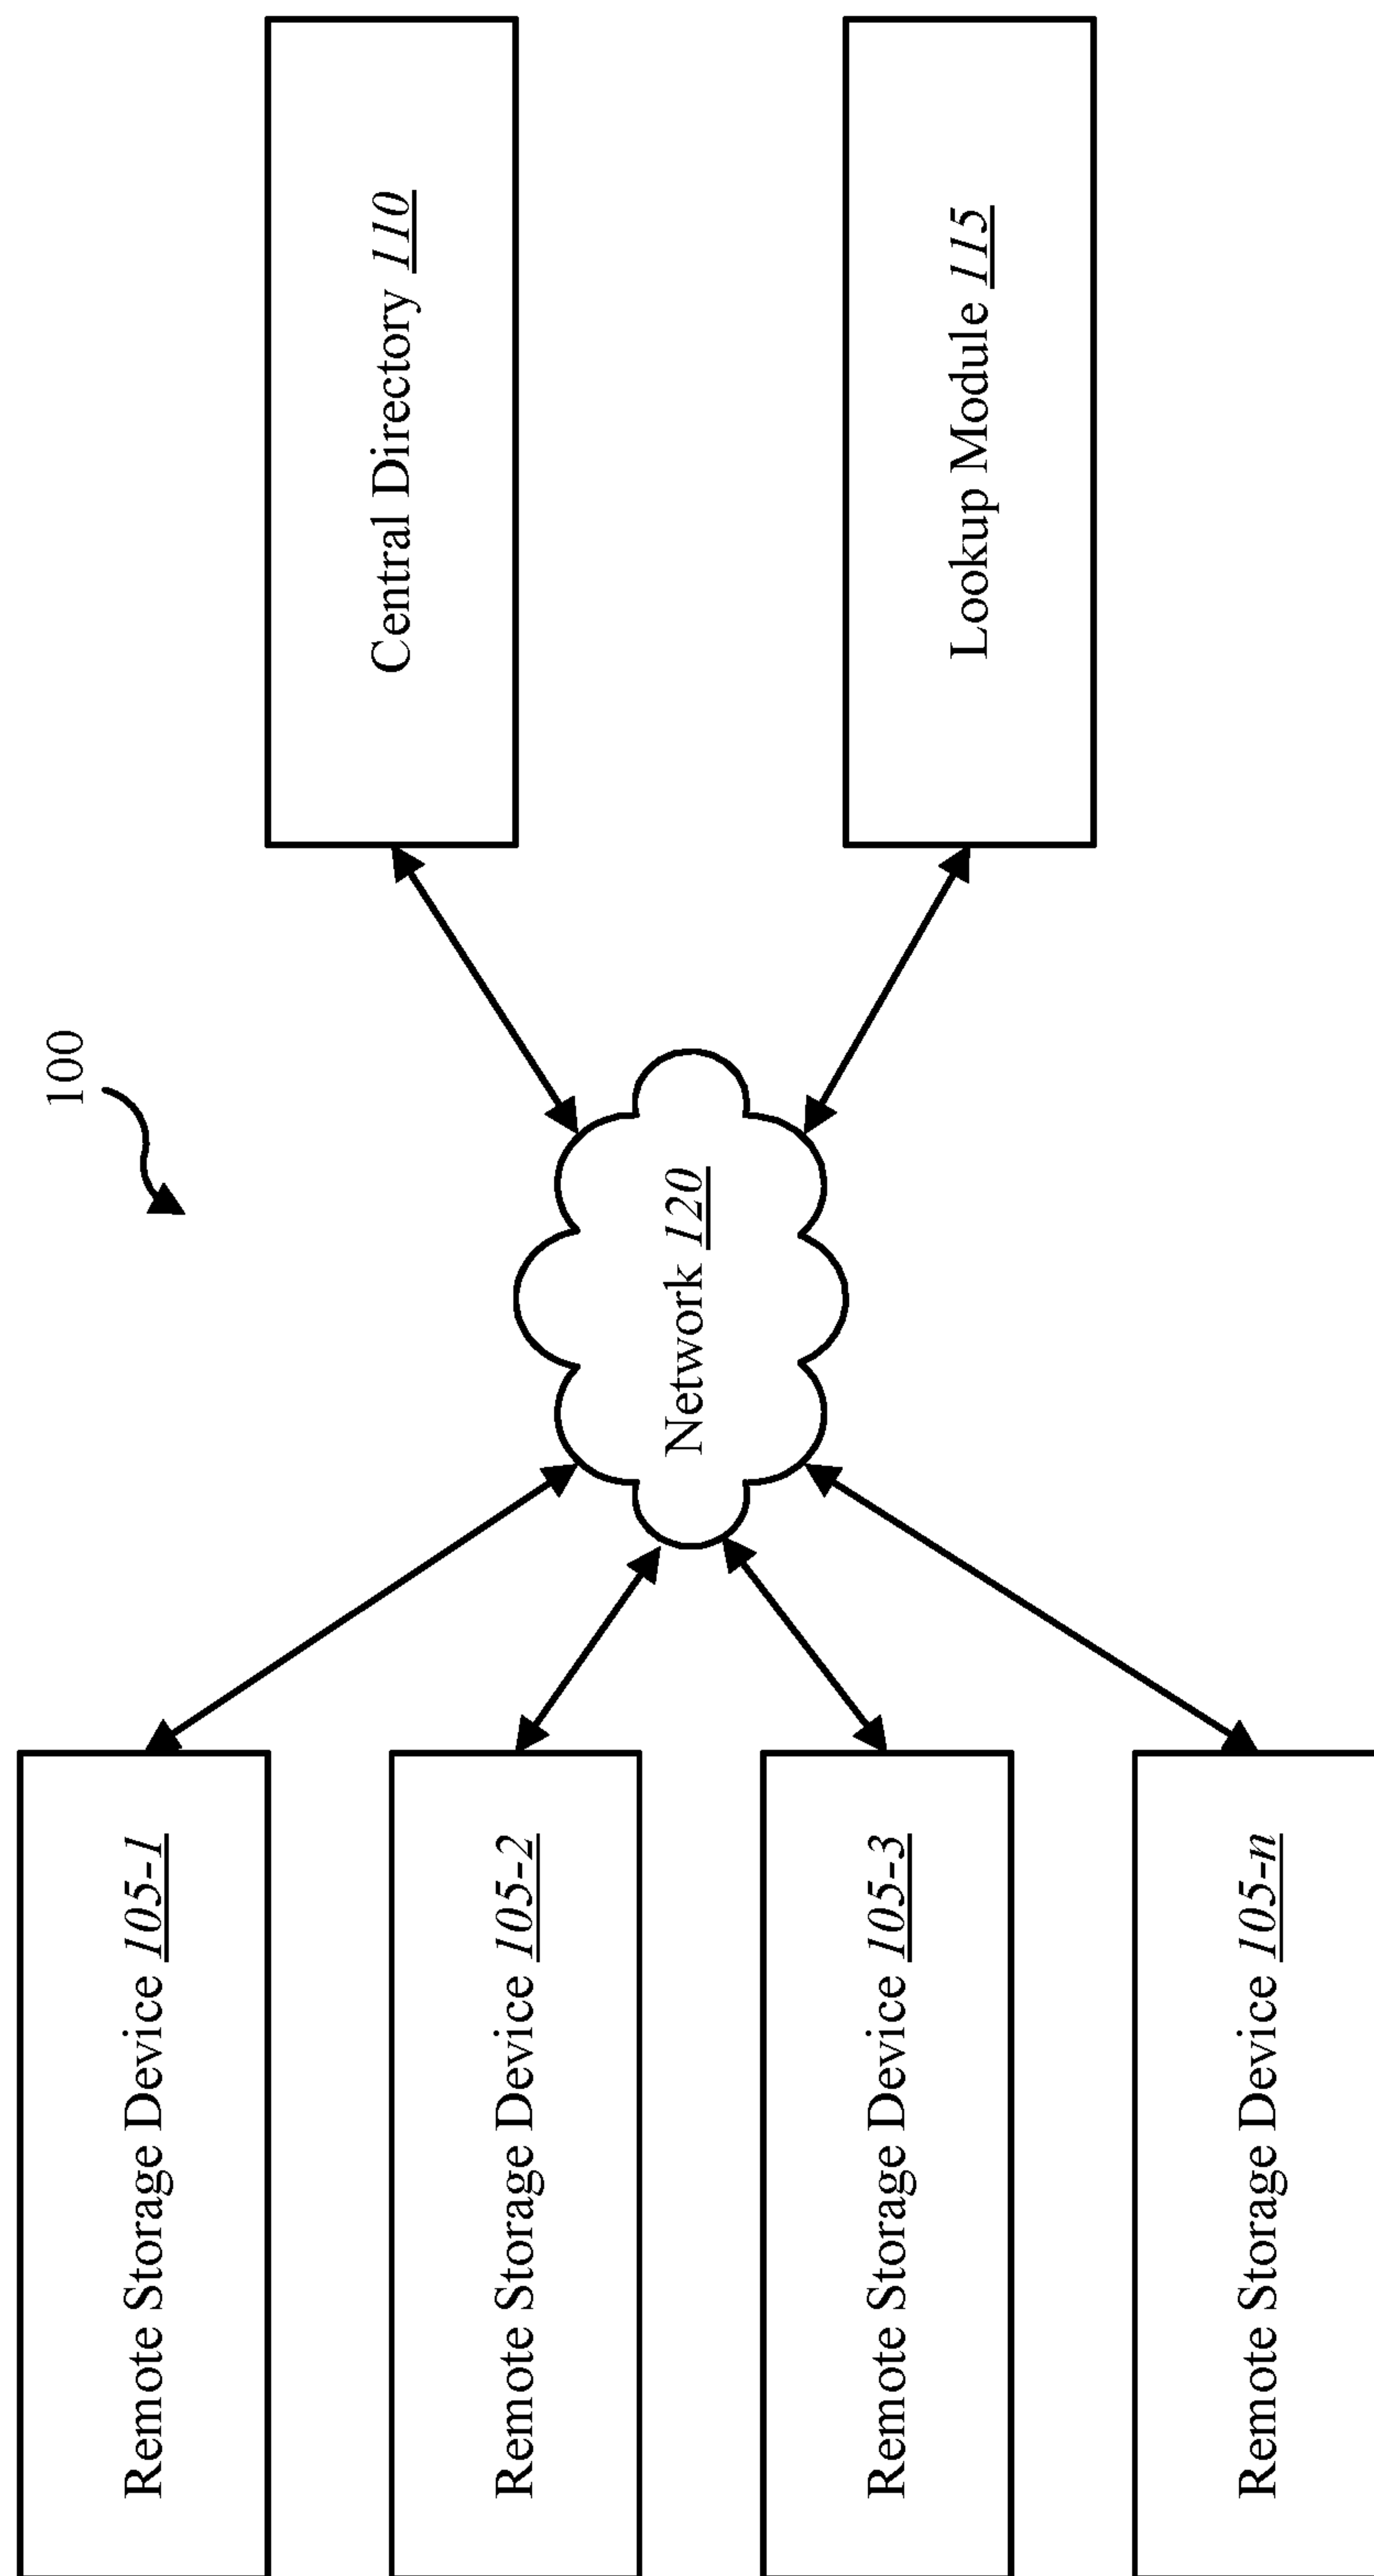 100
Remote Storage Device 105-1
Remote Storage Device 105-2
Remote Storage Device 105-3
Remote Storage Device 105-n
Network 120
Central Directory 110
Lookup Module 115